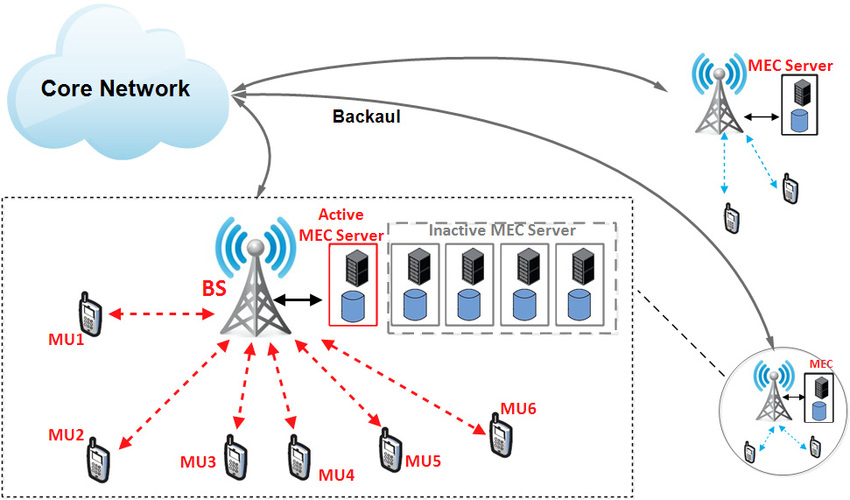 Core Network
MEC Server
Backaul
Active
MEC Server
Inactive MEC Server
BS
MU1
MEC
MU2
MU3
MU4
MU5
MU6